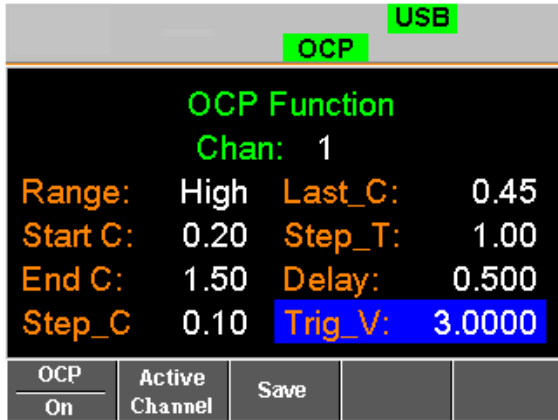 USB
OCP
OCP Function
Chan: 1
Range: High Last_C: 0.45
Start C: 0.20 Step_T: 1.00
End C: 1.50 Delay: 0.500
Step_C 0.10 Trig_V: 3.0000
OCP Active Save
On Channel